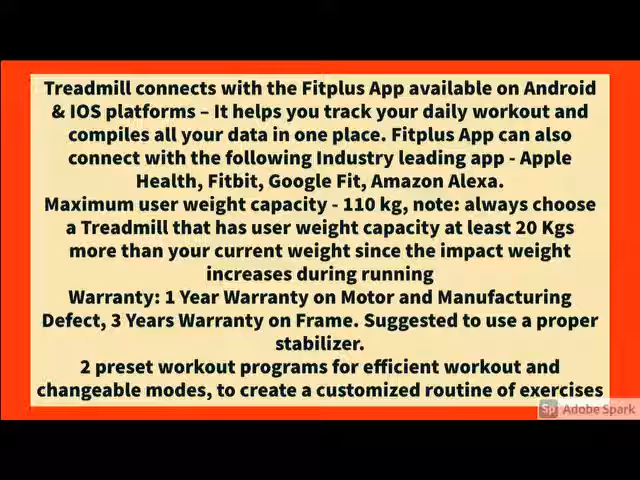 Treadmill connects with the Fitplus App available on Android
& IOS platforms – It helps you track your daily workout and
compiles all your data in one place. Fitplus App can also
connect with the following Industry leading app - Apple
Health, Fitbit, Google Fit, Amazon Alexa.
Maximum user weight capacity - 110 kg, note: always choose
a Treadmill that has user weight capacity at least 20 Kgs
more than your current weight since the impact weight
increases during running
Warranty: 1 Year Warranty on Motor and Manufacturing
Defect, 3 Years Warranty on Frame. Suggested to use a proper
stabilizer.
2 preset workout programs for efficient workout and
changeable modes, to create a customized routine of exercises
Sp Adobe Spark